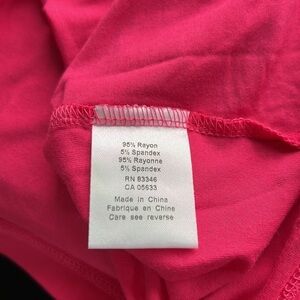 95% Rayon
5% Spandex
95% Rayonne
5% Spandex
RN 83346
CA 05633
Made in China
Fabrique en Chine
Care see reverse